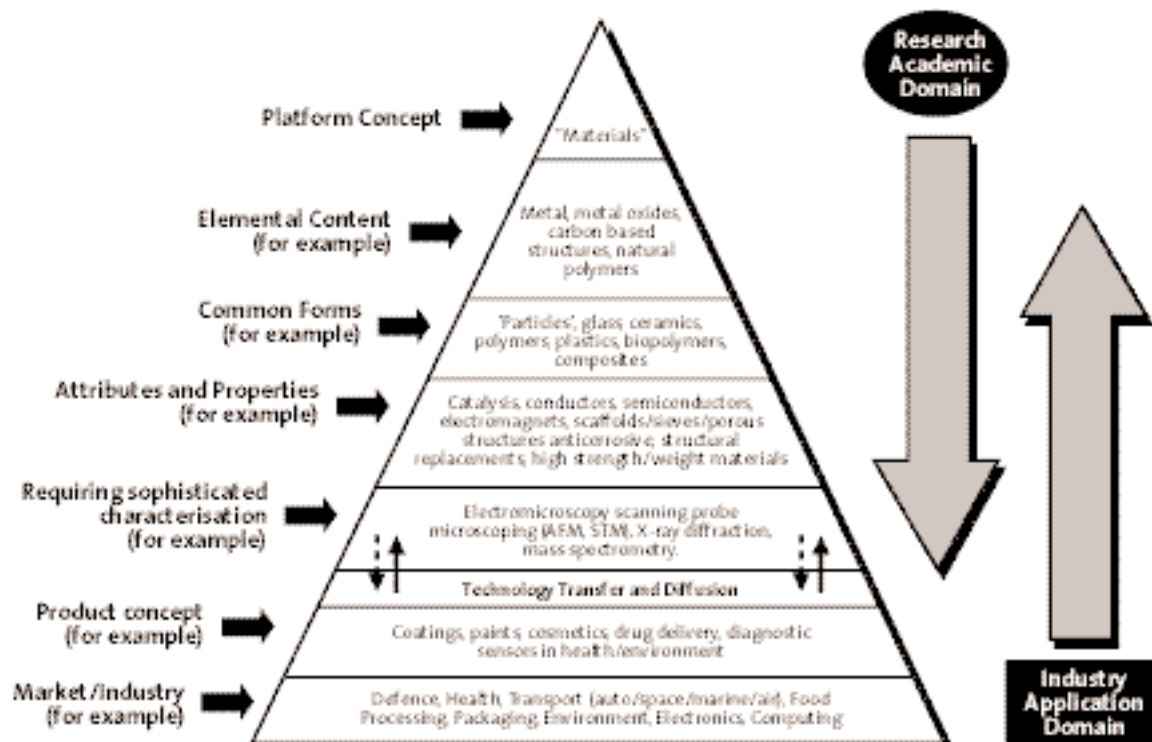 Research
Academic
Domain
Platform Concept
"Materials"
Elemental Content
(for example)
Metal, metal oxides,
carbon based
structures, natural
polymers
Common Forms
(for example)
'Particles', glass, ceramics,
polymers, plastics, biopolymers,
composites
Attributes and Properties
(for example)
Catalysis, conductors, semiconductors,
electromagnets, scaffolds/sieves/porous
structures anticorrosive, structural
replacements, high strength/weight materials
Requiring sophisticated
characterisation
(for example)
Electromicroscopy scanning probe
microscoping (AFM, STM), X-ray diffraction,
mass spectrometry.
Technology Transfer and Diffusion
Product concept
(for example)
Coatings, paints, cosmetics, drug delivery, diagnostic
sensors in health/environment
Market/Industry
(for example)
Defence, Health, Transport (auto/space/marine/air), Food
Processing, Packaging, Environment, Electronics, Computing
Industry
Application
Domain